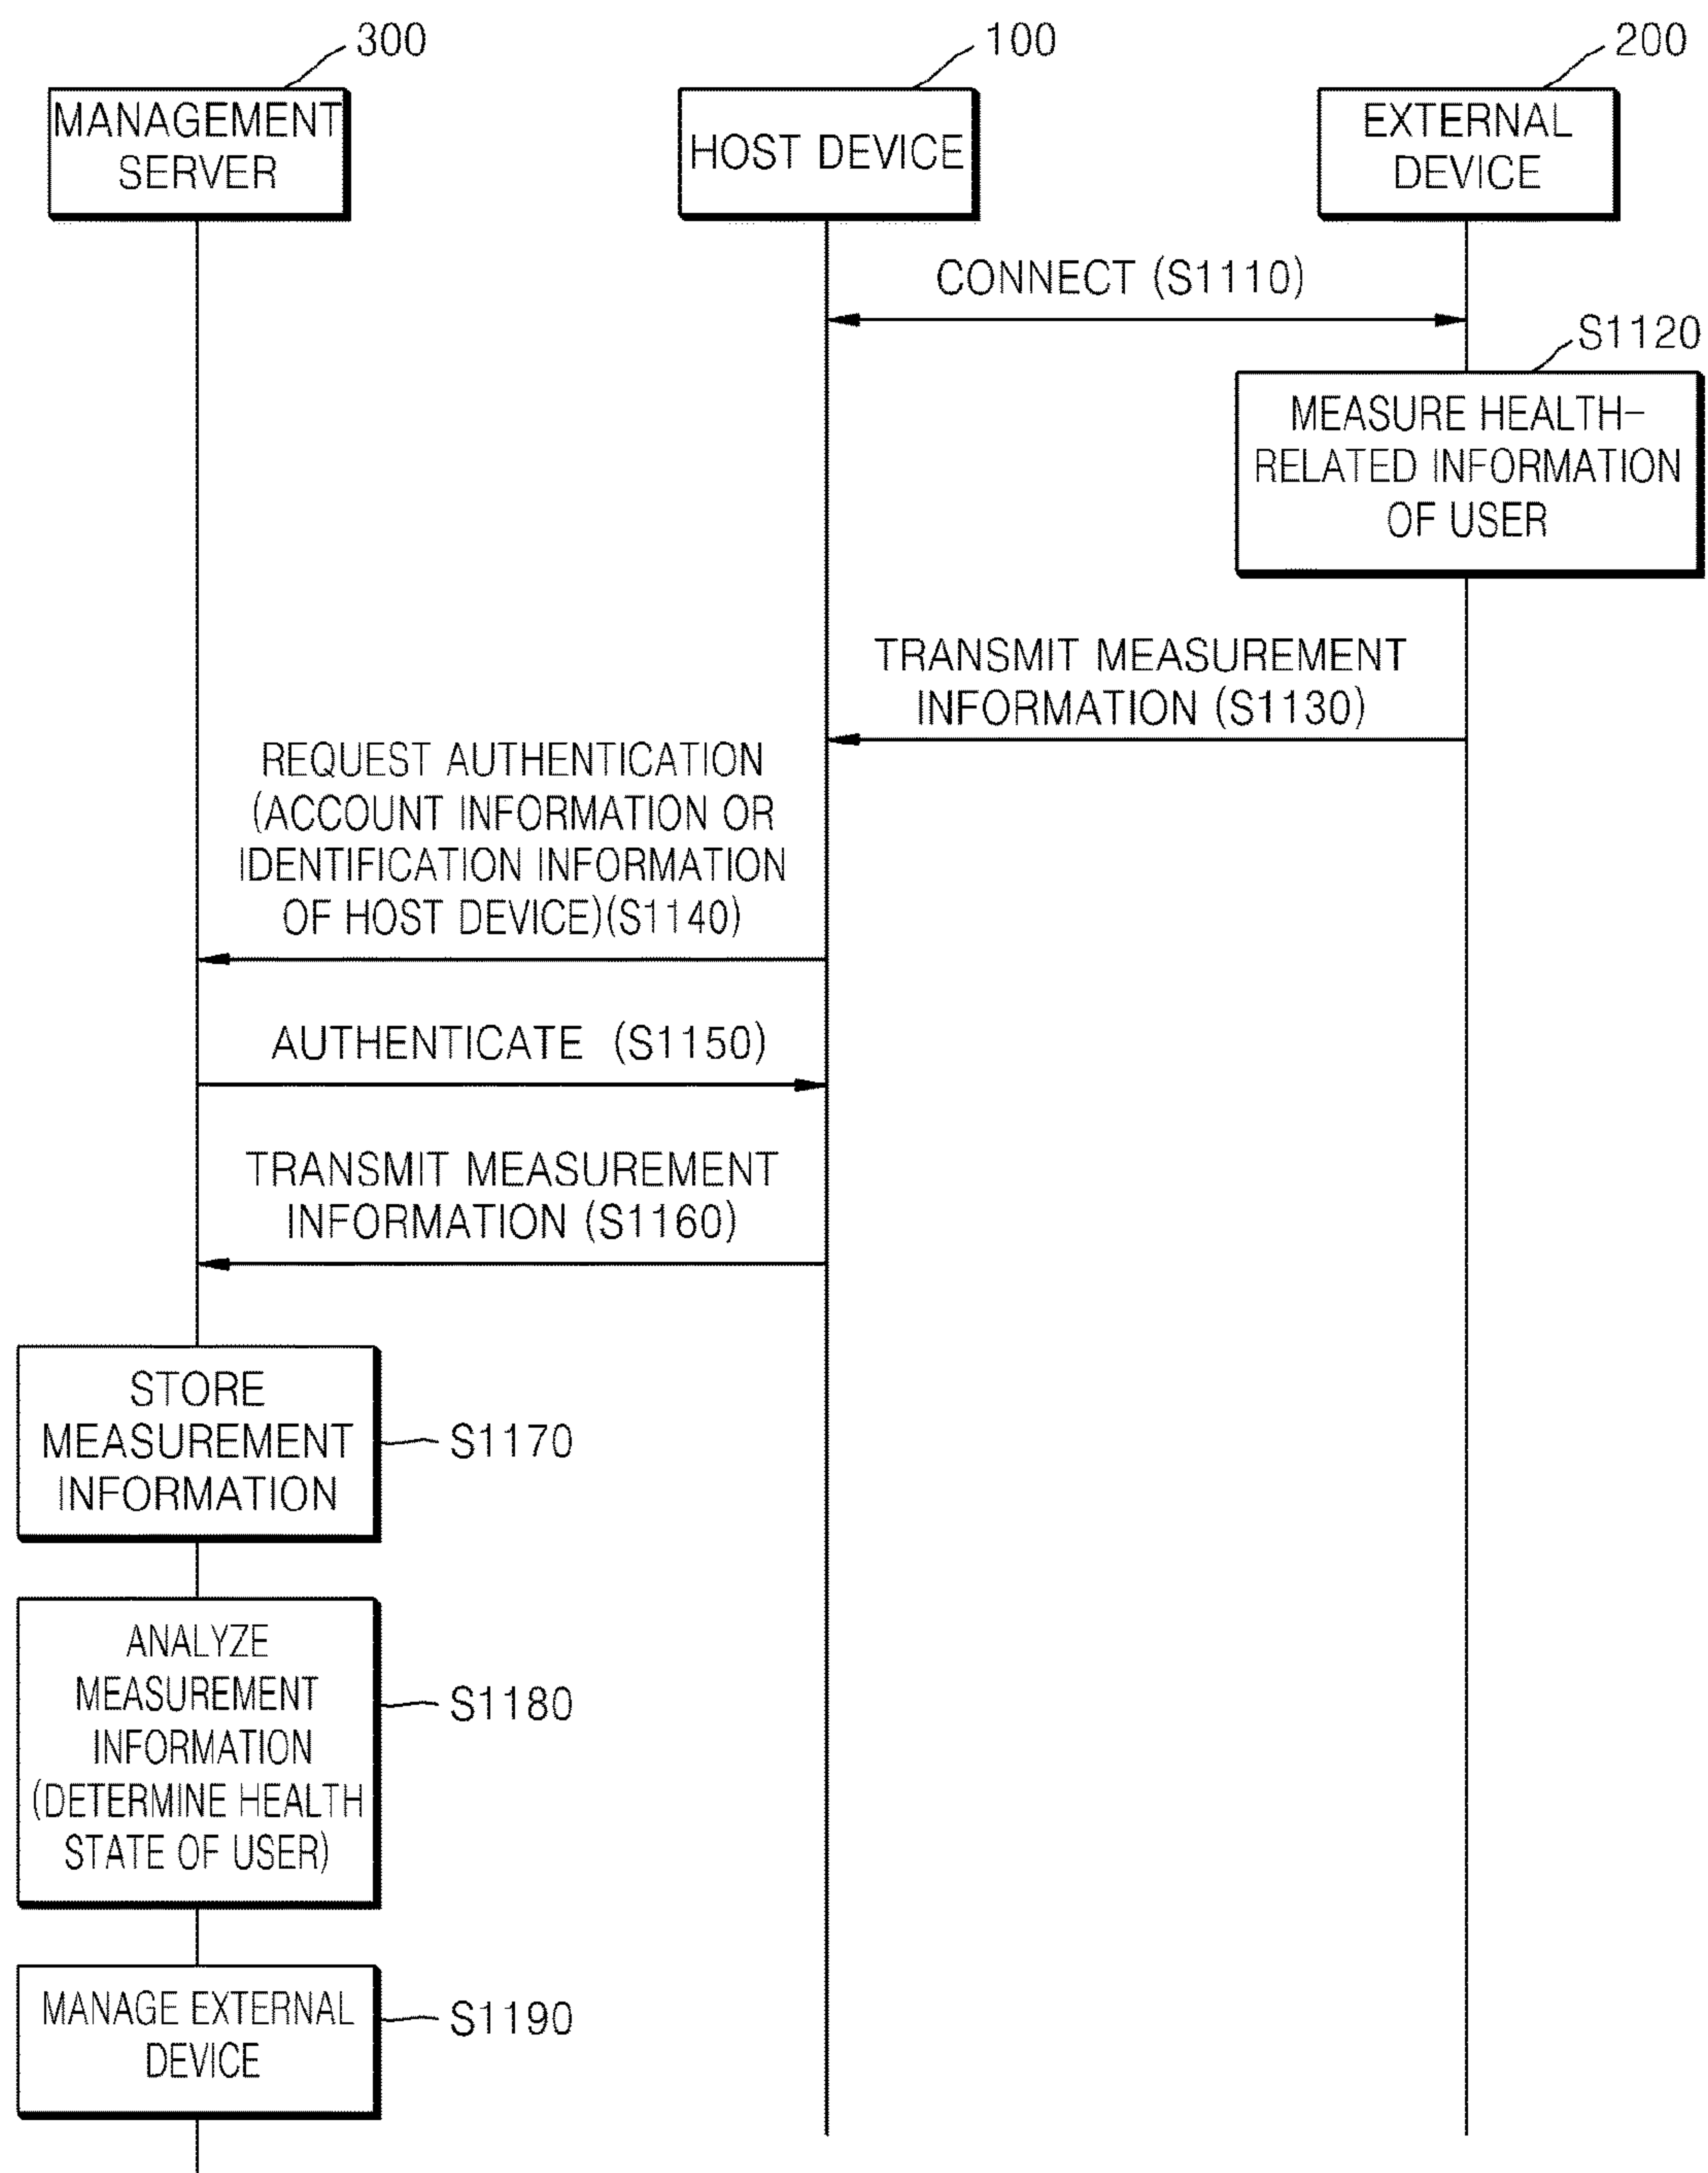 300
100
200
MANAGEMENT
SERVER
HOST DEVICE
EXTERNAL
DEVICE
CONNECT (S1110)
S1120
MEASURE HEALTH-
RELATED INFORMATION
OF USER
TRANSMIT MEASUREMENT
INFORMATION (S1130)
REQUEST AUTHENTICATION
(ACCOUNT INFORMATION OR
IDENTIFICATION INFORMATION
OF HOST DEVICE)(S1140)
AUTHENTICATE (S1150)
TRANSMIT MEASUREMENT
INFORMATION (S1160)
STORE
MEASUREMENT
INFORMATION
S1170
ANALYZE
MEASUREMENT
INFORMATION
(DETERMINE HEALTH
STATE OF USER)
S1180
MANAGE EXTERNAL
DEVICE
S1190